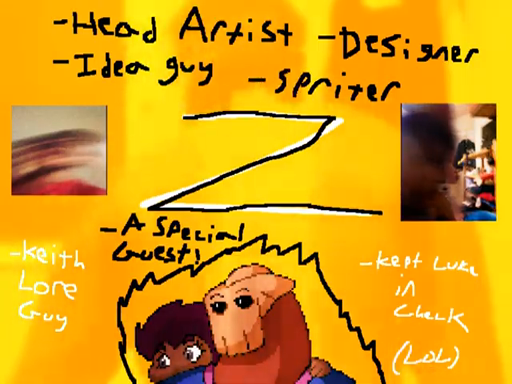 -Head Artist -Designer
-Idea guy -spriter
Z
-A Special
Guest!
-Keith
Lore
Guy
-kept Luke
in
Check
(LOL)